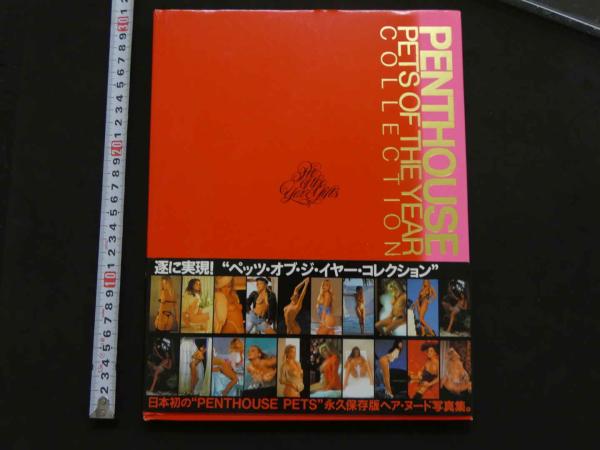 PENTHOUSE
PETS OF THE YEAR
COLLECTION
遂に実現! “ペッツ・オブ・ジ・イヤー・コレクション”
日本初の“PENTHOUSE PETS”永久保存版ヘア・ヌード写真集。